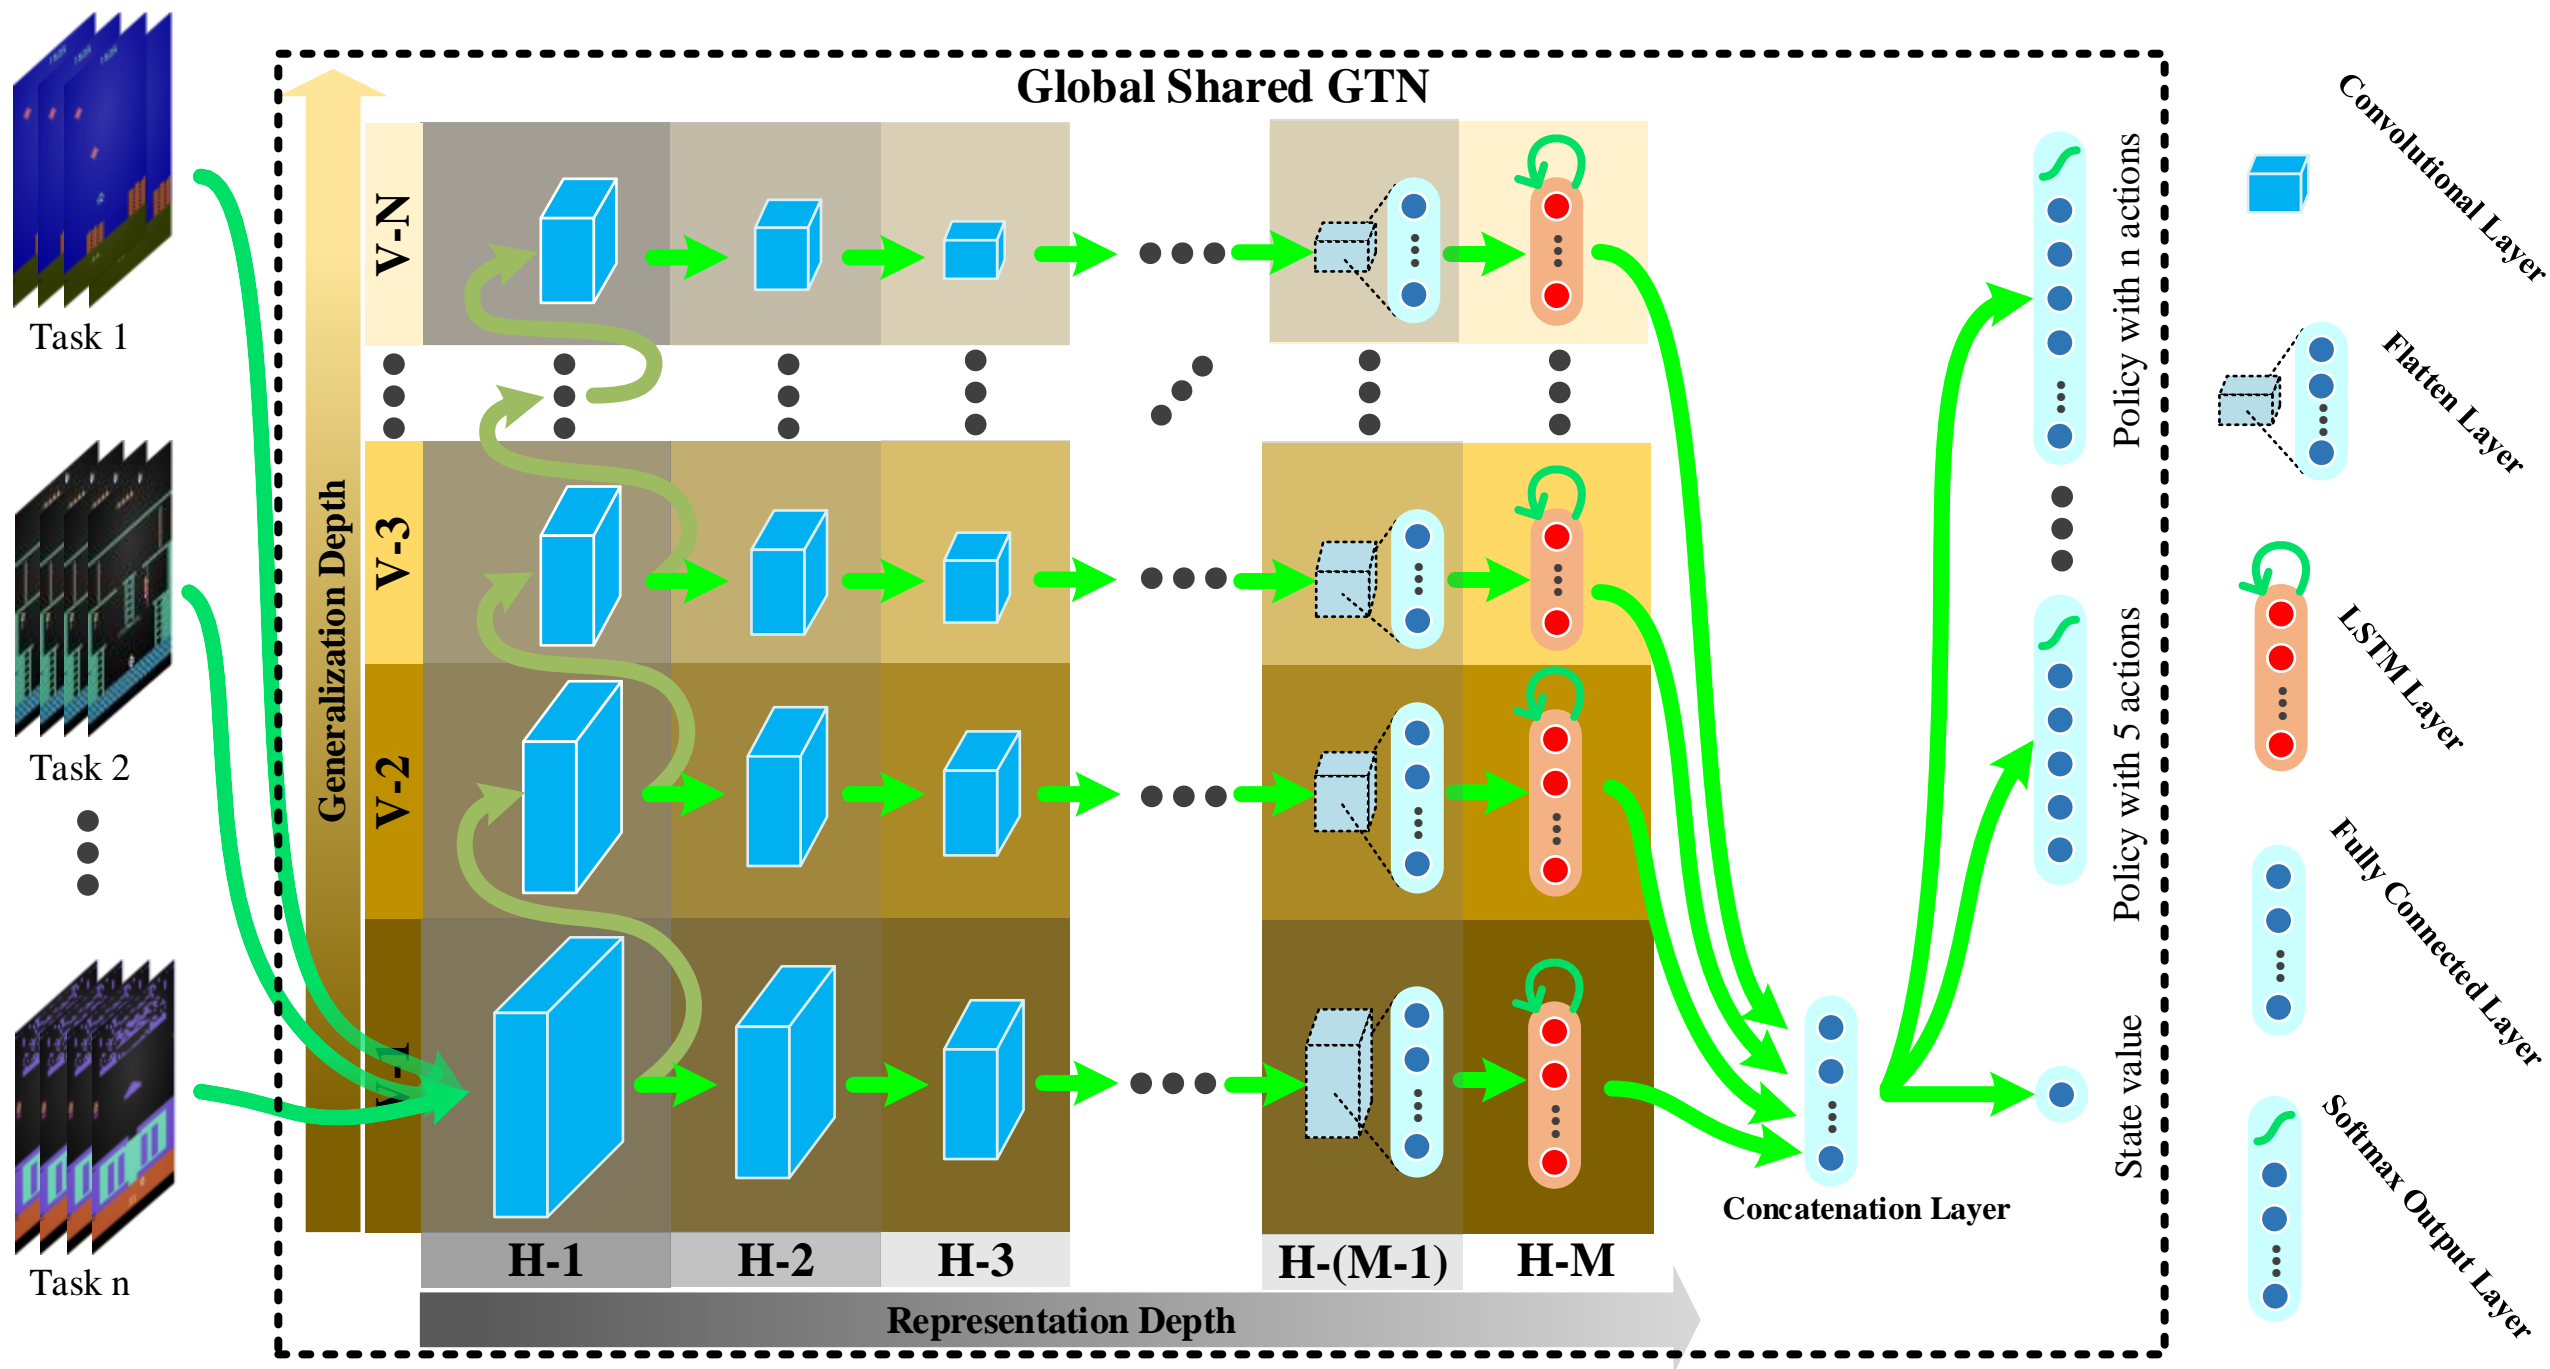 Global Shared GTN
Task 1
Task 2
Task n
Generalization Depth
V-N
V-3
V-2
V-1
H-1
H-2
H-3
H-(M-1)
H-M
Representation Depth
Concatenation Layer
Policy with n actions
Policy with 5 actions
State value
Convolutional Layer
Flatten Layer
LSTM Layer
Fully Connected Layer
Softmax Output Layer